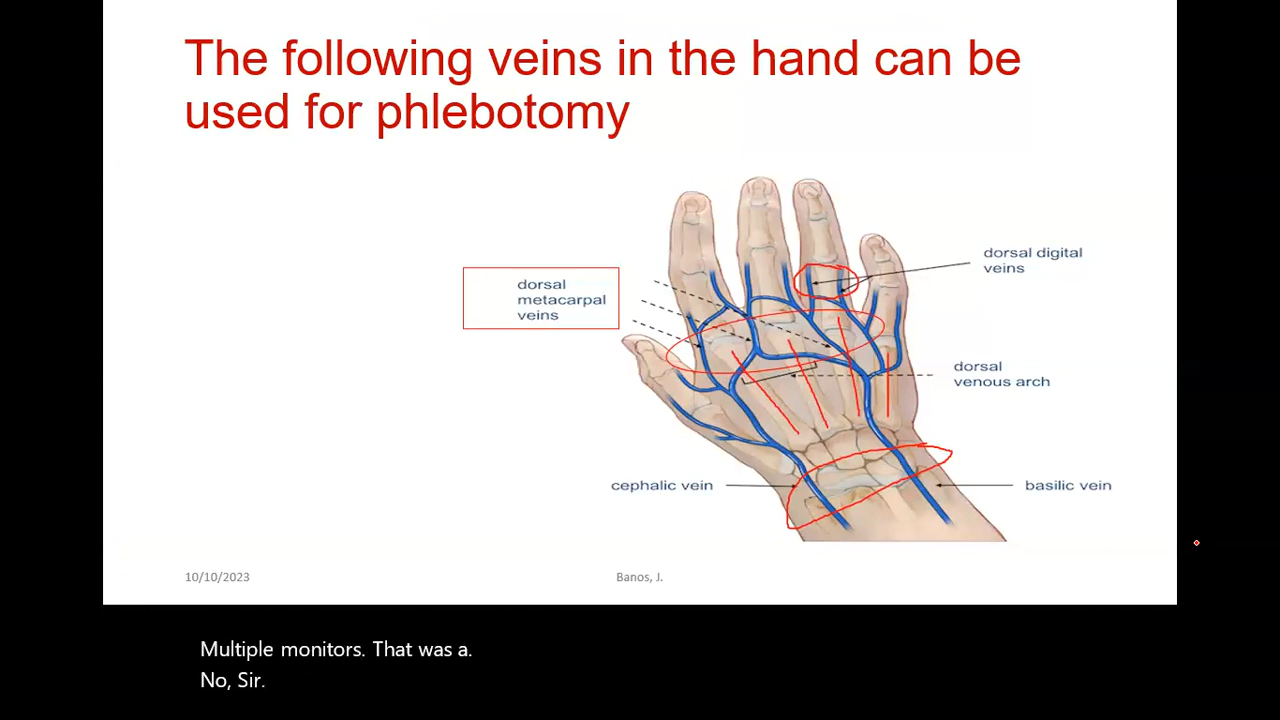 The following veins in the hand can be
used for phlebotomy
dorsal
metacarpal
veins
dorsal digital
veins
dorsal
venous arch
cephalic vein
basilic vein
10/10/2023
Banos, J.
Multiple monitors. That was a.
No, Sir.